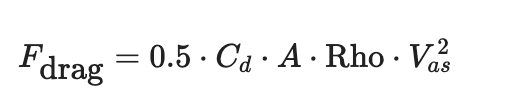 F_drag = 0.5 · C_d · A · Rho · V_as^2